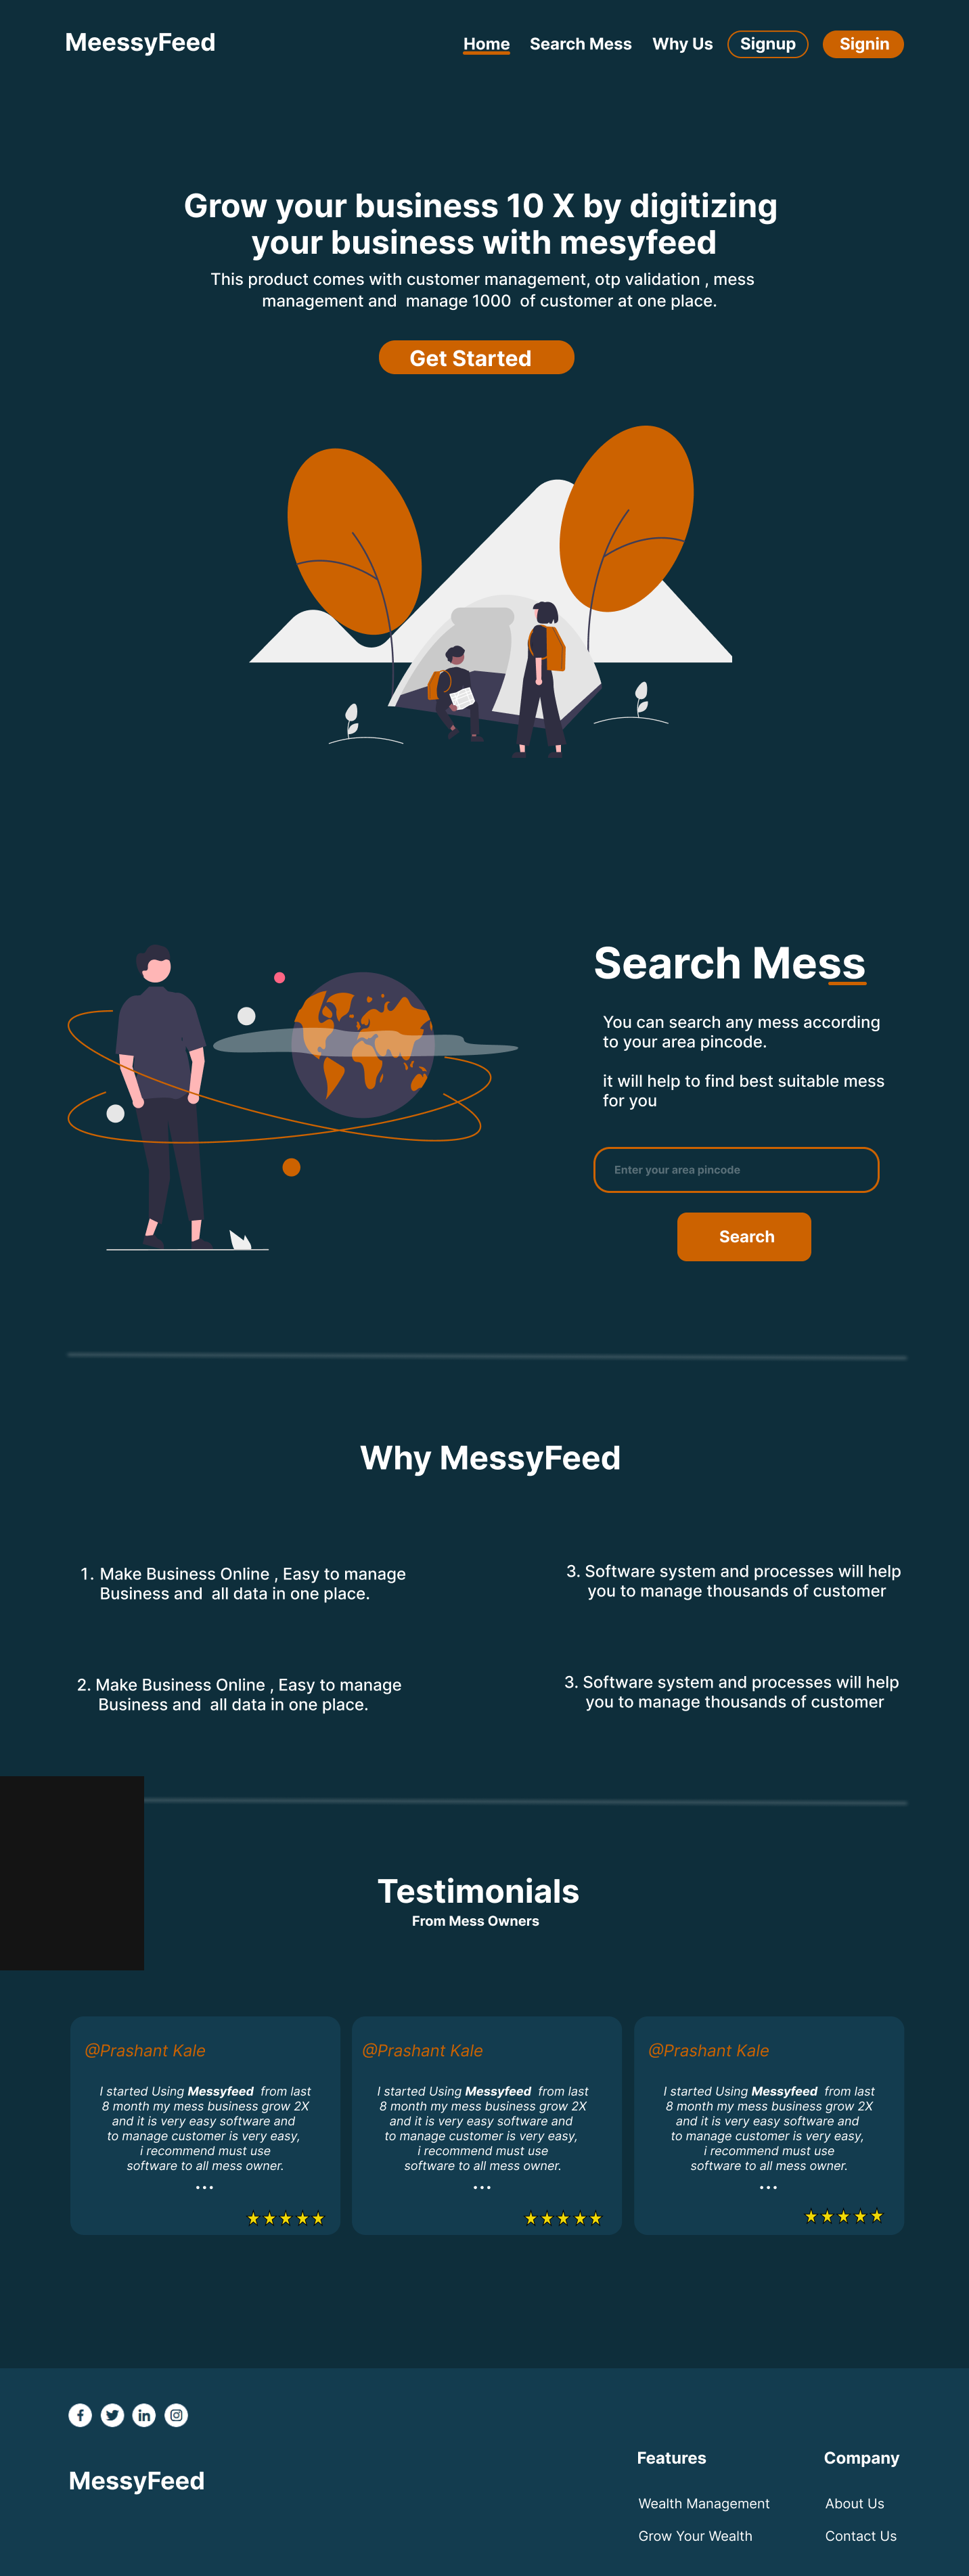 MeessyFeed
Home Search Mess Why Us Signup Signin
Grow your business 10 X by digitizing
your business with mesyfeed
This product comes with customer management, otp validation , mess
management and  manage 1000  of customer at one place.
Get Started
Search Mess
You can search any mess according
to your area pincode.
it will help to find best suitable mess
for you
Enter your area pincode
Search
Why MessyFeed
1. Make Business Online , Easy to manage
Business and  all data in one place.
3. Software system and processes will help
you to manage thousands of customer
2. Make Business Online , Easy to manage
Business and  all data in one place.
3. Software system and processes will help
you to manage thousands of customer
Testimonials
From Mess Owners
@Prashant Kale
I started Using Messyfeed  from last
8 month my mess business grow 2X
and it is very easy software and
to manage customer is very easy,
i recommend must use
software to all mess owner.
...
@Prashant Kale
I started Using Messyfeed  from last
8 month my mess business grow 2X
and it is very easy software and
to manage customer is very easy,
i recommend must use
software to all mess owner.
...
@Prashant Kale
I started Using Messyfeed  from last
8 month my mess business grow 2X
and it is very easy software and
to manage customer is very easy,
i recommend must use
software to all mess owner.
...
MessyFeed
Features
Wealth Management
Grow Your Wealth
Company
About Us
Contact Us